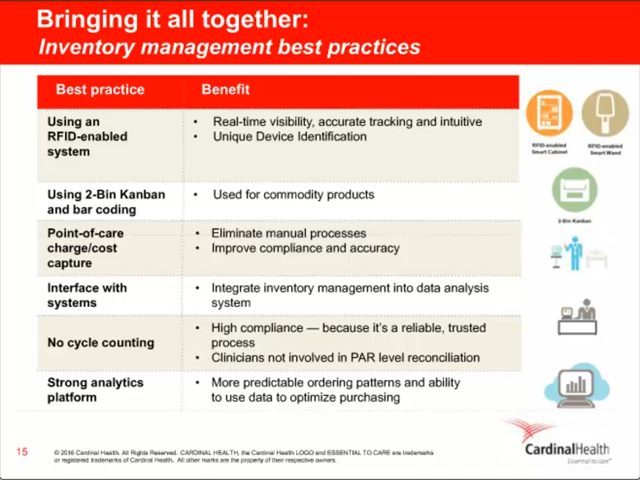 Bringing it all together:
Inventory management best practices
Best practice
Benefit
Using an
RFID-enabled
system
• Real-time visibility, accurate tracking and intuitive
• Unique Device Identification
Using 2-Bin Kanban
and bar coding
• Used for commodity products
Point-of-care
charge/cost
capture
• Eliminate manual processes
• Improve compliance and accuracy
Interface with
systems
• Integrate inventory management into data analysis
system
No cycle counting
• High compliance — because it's a reliable, trusted
process
• Clinicians not involved in PAR level reconciliation
Strong analytics
platform
• More predictable ordering patterns and ability
to use data to optimize purchasing
RFID-enabled
Smart Cabinet
RFID-enabled
Smart Wand
2-Bin Kanban
15
© 2016 Cardinal Health. All Rights Reserved. CARDINAL HEALTH, the Cardinal Health LOGO and ESSENTIAL TO CARE are trademarks
or registered trademarks of Cardinal Health. All other marks are the property of their respective owners.
CardinalHealth
Essential to care